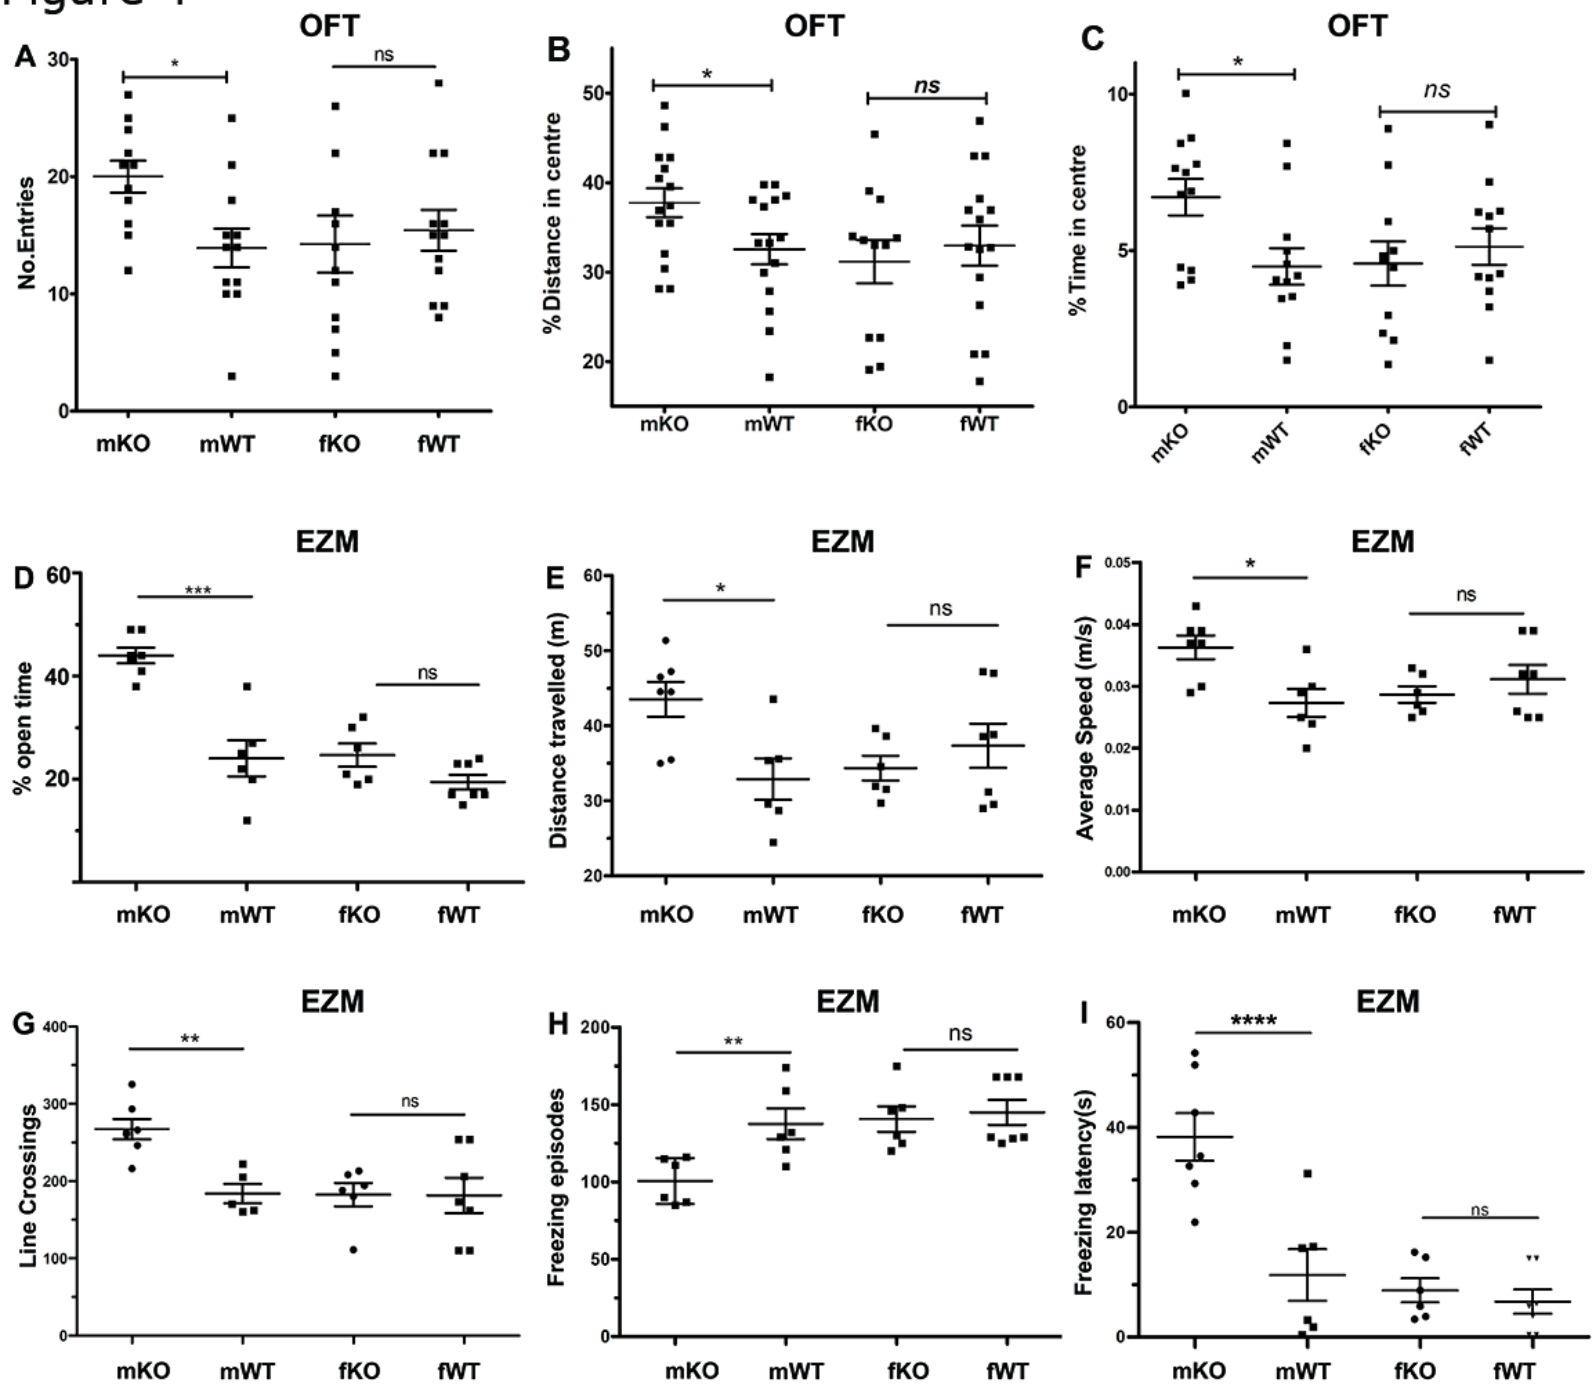 Figure 4
OFT
OFT
OFT
A
B
C
No.Entries
30
20
10
0
*
ns
mKO
mWT
fKO
fWT
% Distance in centre
50
40
30
20
*
ns
mKO
mWT
fKO
fWT
% Time in centre
10
5
0
*
ns
mKO
mWT
fKO
fWT
EZM
EZM
EZM
D
E
F
% open time
60
40
20
***
ns
mKO
mWT
fKO
fWT
Distance travelled (m)
60
50
40
30
20
*
ns
mKO
mWT
fKO
fWT
Average Speed (m/s)
0.05
0.04
0.03
0.02
0.01
0.00
*
ns
mKO
mWT
fKO
fWT
EZM
EZM
EZM
G
H
I
Line Crossings
400
300
200
100
0
**
ns
mKO
mWT
fKO
fWT
Freezing episodes
200
150
100
50
0
**
ns
mKO
mWT
fKO
fWT
Freezing latency(s)
60
40
20
0
****
ns
mKO
mWT
fKO
fWT